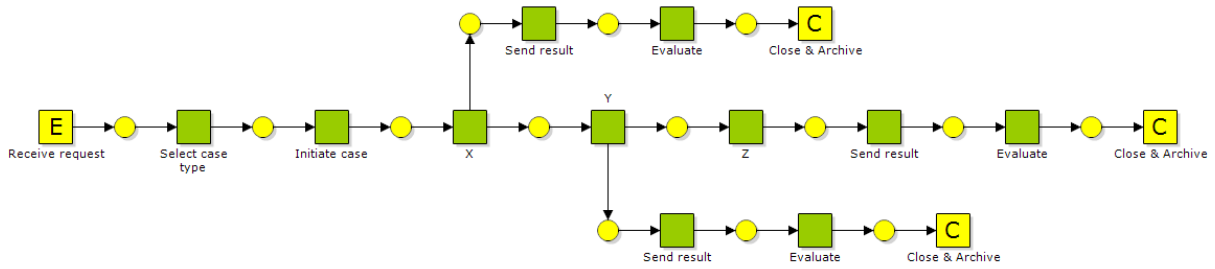 C
Send result
Evaluate
Close & Archive
Y
E
C
Receive request
Select case
type
Initiate case
X
Z
Send result
Evaluate
Close & Archive
C
Send result
Evaluate
Close & Archive